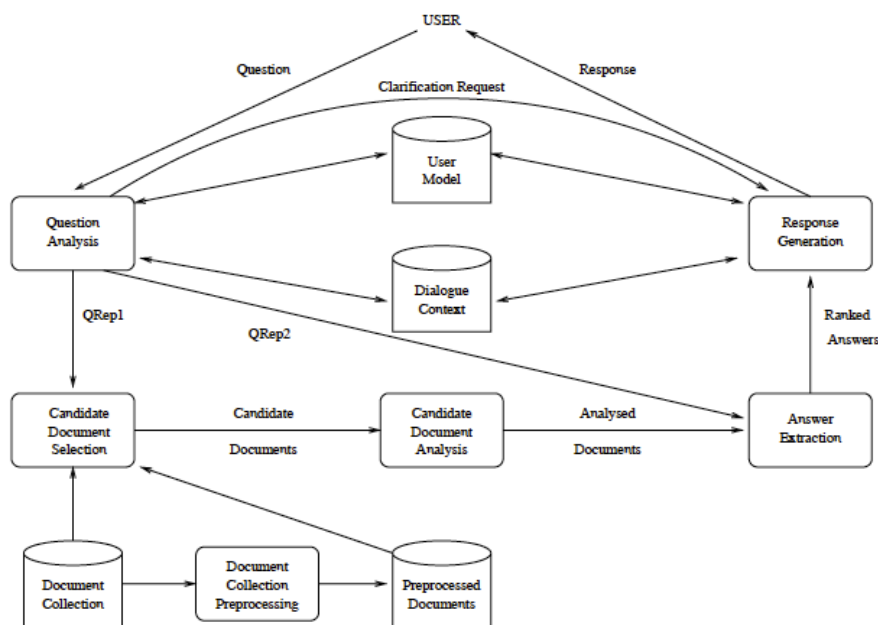 USER
Question
Response
Clarification Request
User
Model
Question
Analysis
Response
Generation
Dialogue
Context
QRep1
QRep2
Ranked
Answers
Candidate
Document
Selection
Candidate
Documents
Candidate
Document
Analysis
Analysed
Documents
Answer
Extraction
Document
Collection
Document
Collection
Preprocessing
Preprocessed
Documents